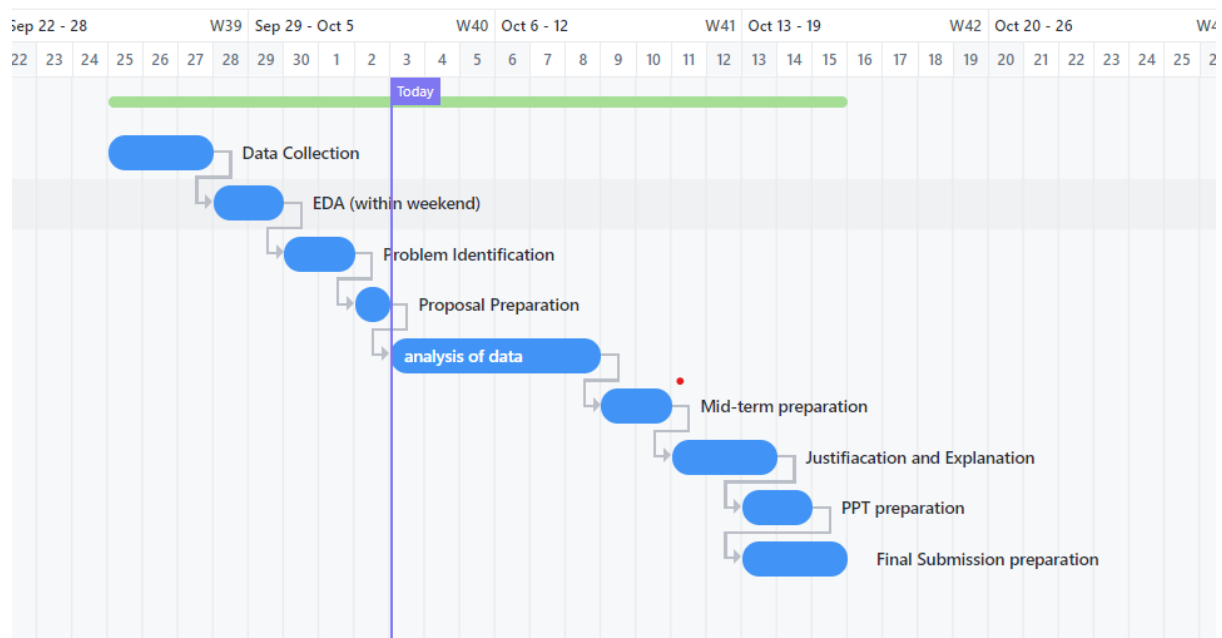 Sep 22 - 28 W39 Sep 29 - Oct 5 W40 Oct 6 - 12 W41 Oct 13 - 19 W42 Oct 20 - 26
22 23 24 25 26 27 28 29 30 1 2 3 4 5 6 7 8 9 10 11 12 13 14 15 16 17 18 19 20 21 22 23 24 25
Today
Data Collection
EDA (within weekend)
Problem Identification
Proposal Preparation
analysis of data
Mid-term preparation
Justifiacation and Explanation
PPT preparation
Final Submission preparation